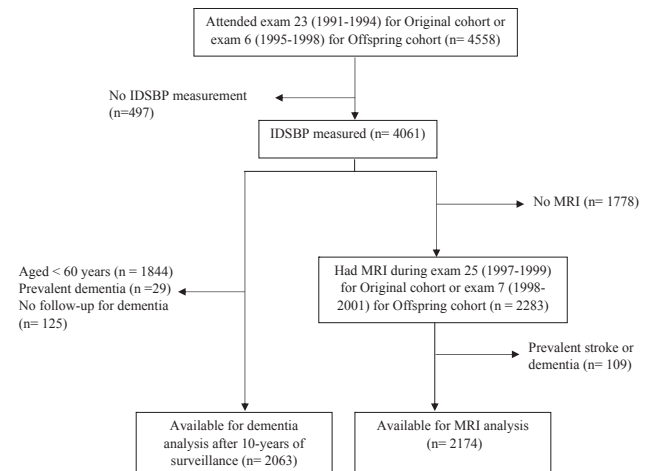 Attended exam 23 (1991-1994) for Original cohort or
exam 6 (1995-1998) for Offspring cohort (n= 4558)
No IDSBP measurement
(n=497)
IDSBP measured (n= 4061)
No MRI (n= 1778)
Aged < 60 years (n = 1844)
Prevalent dementia (n =29)
No follow-up for dementia
(n= 125)
Had MRI during exam 25 (1997-1999)
for Original cohort or exam 7 (1998-
2001) for Offspring cohort (n = 2283)
Prevalent stroke or
dementia (n= 109)
Available for dementia
analysis after 10-years of
surveillance (n= 2063)
Available for MRI analysis
(n= 2174)